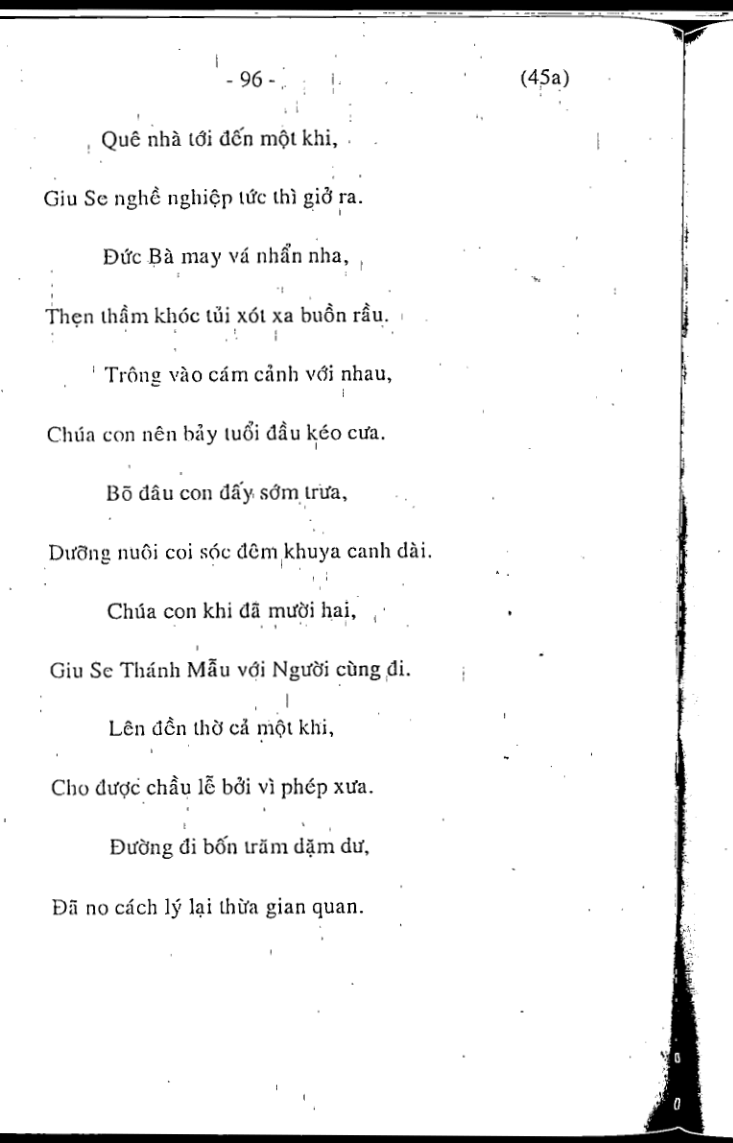 - 96 - (45a)
Quê nhà tới đến một khi,
Giu Se nghề nghiệp tức thì giở ra.
Đức Bà may vá nhẩn nha,
Thẹn thầm khóc tủi xót xa buồn rầu.
Trông vào cám cảnh với nhau,
Chúa con nên bảy tuổi đầu kéo cưa.
Bõ đâu con đấy sớm trưa,
Dưỡng nuôi coi sóc đêm khuya canh dài.
Chúa con khi đã mười hai,
Giu Se Thánh Mẫu với Người cùng đi.
Lên đền thờ cả một khi,
Cho được chầu lễ bởi vì phép xưa.
Đường đi bốn trăm dặm dư,
Đã no cách lý lại thừa gian quan.